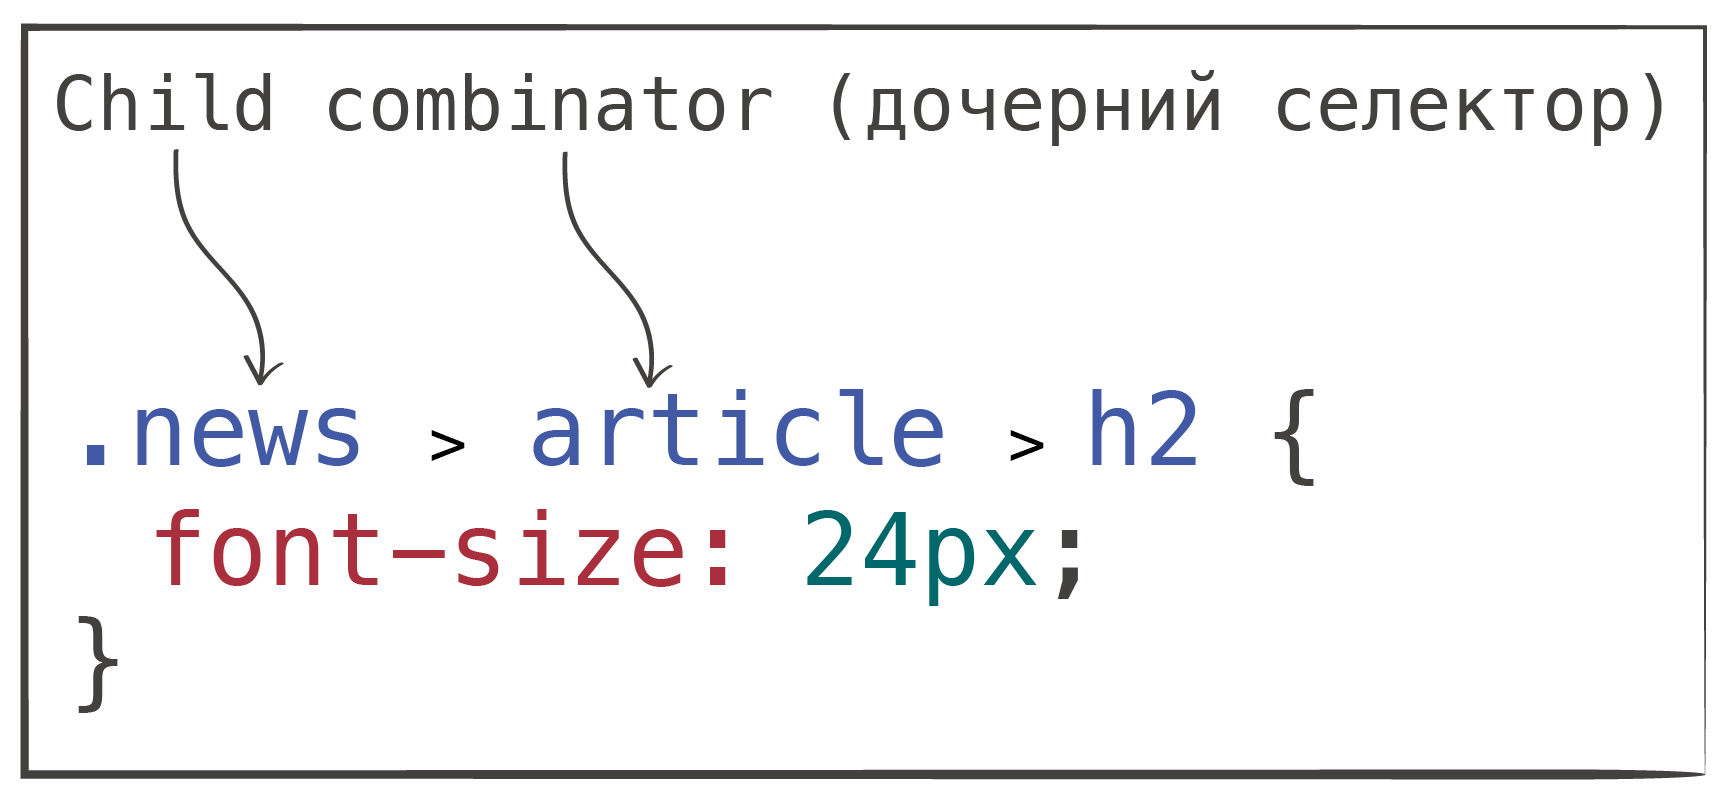 Child combinator (дочерний селектор)
.news > article > h2 {
font-size: 24px;
}